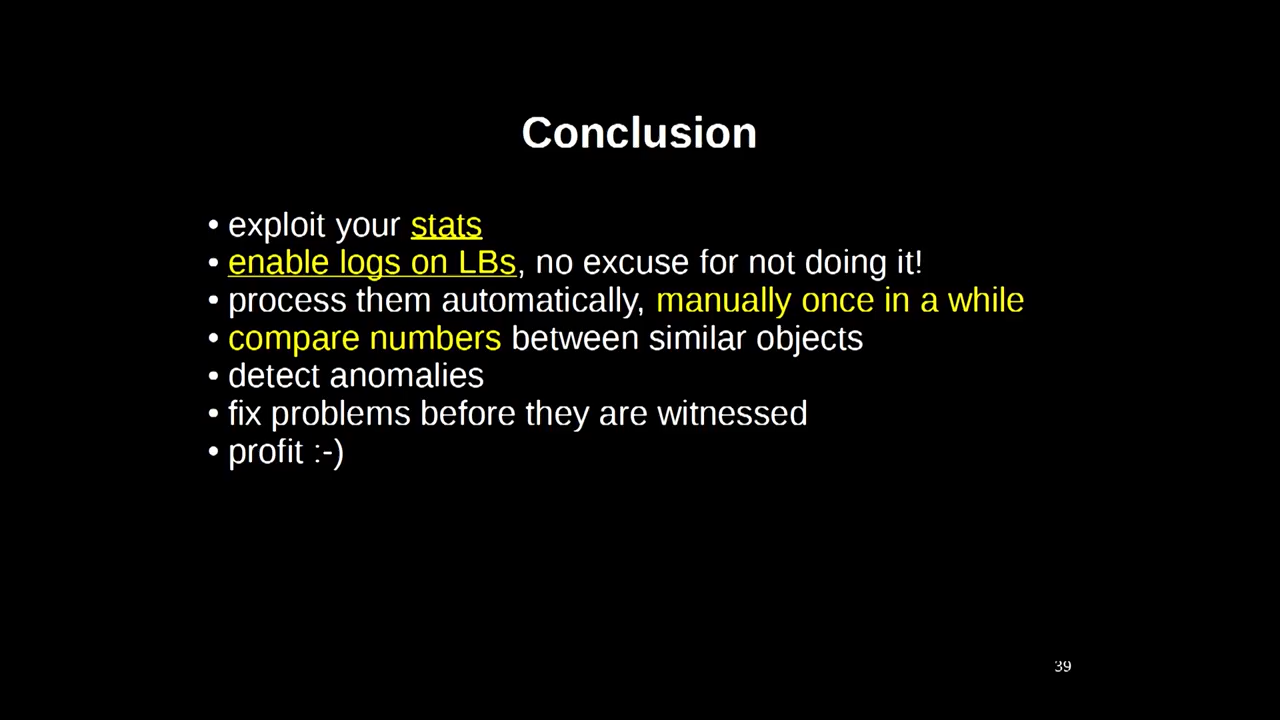 Conclusion
• exploit your stats
• enable logs on LBs, no excuse for not doing it!
• process them automatically, manually once in a while
• compare numbers between similar objects
• detect anomalies
• fix problems before they are witnessed
• profit :-)
39